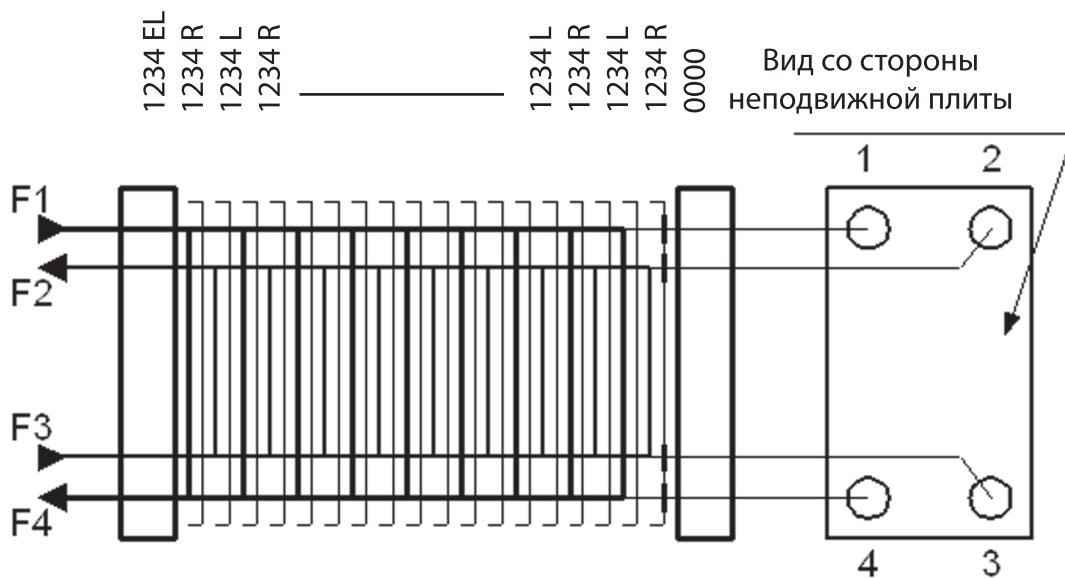 1234 EL
1234 R
1234 L
1234 R
1234 L
1234 R
1234 L
1234 R
0000
Вид со стороны
неподвижной плиты
1 2
F1
F2
F3
F4
4 3